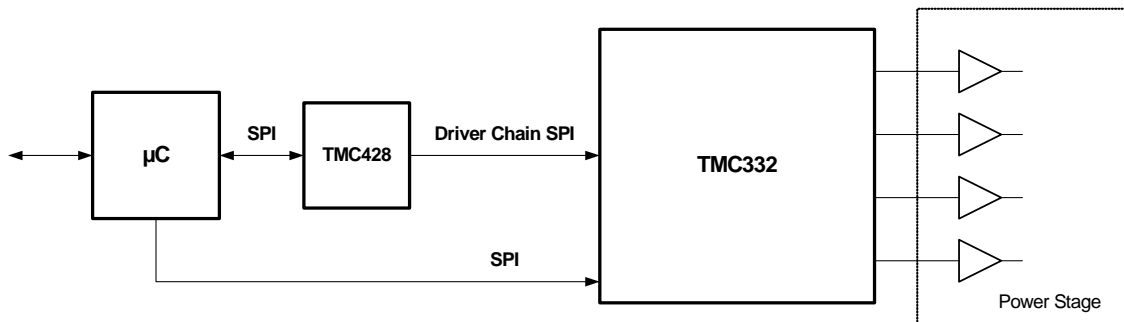 µC
SPI
TMC428
Driver Chain SPI
TMC332
SPI
Power Stage